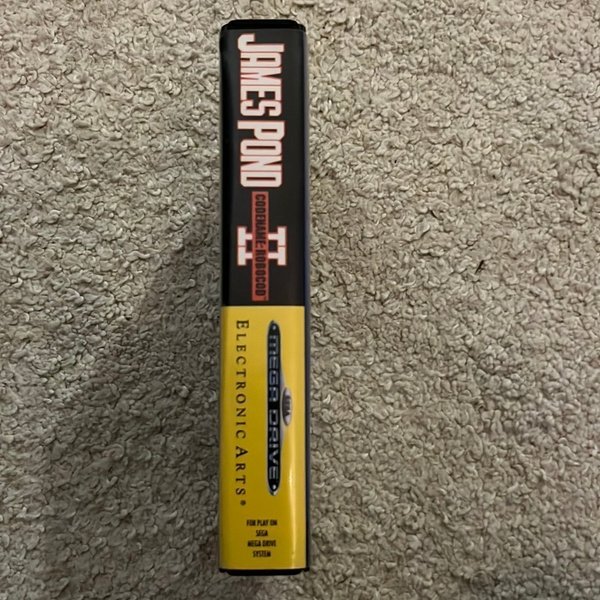 JAMES POND
II
CODENAME: ROBOCOD
MEGA DRIVE
ELECTRONIC ARTS®
FOR PLAY ON
SEGA
MEGA DRIVE
SYSTEM